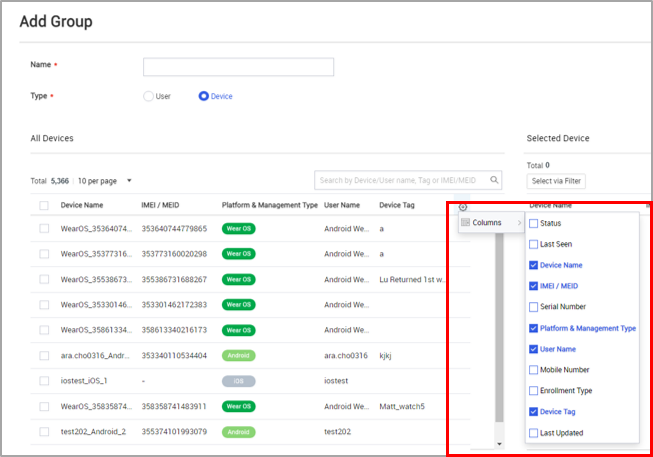 Add Group
Name *
Type * User Device
All Devices
Selected Device
Total 5,366 10 per page
Search by Device/User name, Tag or IMEI/MEID
Total 0
Select via Filter
Device Name IMEI / MEID Platform & Management Type User Name Device Tag
WearOS_35364074... 353640744779865 Wear OS Android We... a
WearOS_35377316... 353773160020298 Wear OS Android We... a
WearOS_35538673... 355386731688267 Wear OS Android We... Lu Returned 1st w...
WearOS_35330146... 353301462172383 Wear OS Android We...
WearOS_35861334... 358613340216173 Wear OS Android We...
ara.cho0316_Andr... 353340110534404 Android ara.cho0316 kjkj
iostest_iOS_1 - iOS iostest
WearOS_35835874... 358358741483911 Wear OS Android We... Matt_watch5
test202_Android_2 355374101993079 Android test202
Device Name
Columns
Status
Last Seen
Device Name
IMEI / MEID
Serial Number
Platform & Management Type
User Name
Mobile Number
Enrollment Type
Device Tag
Last Updated